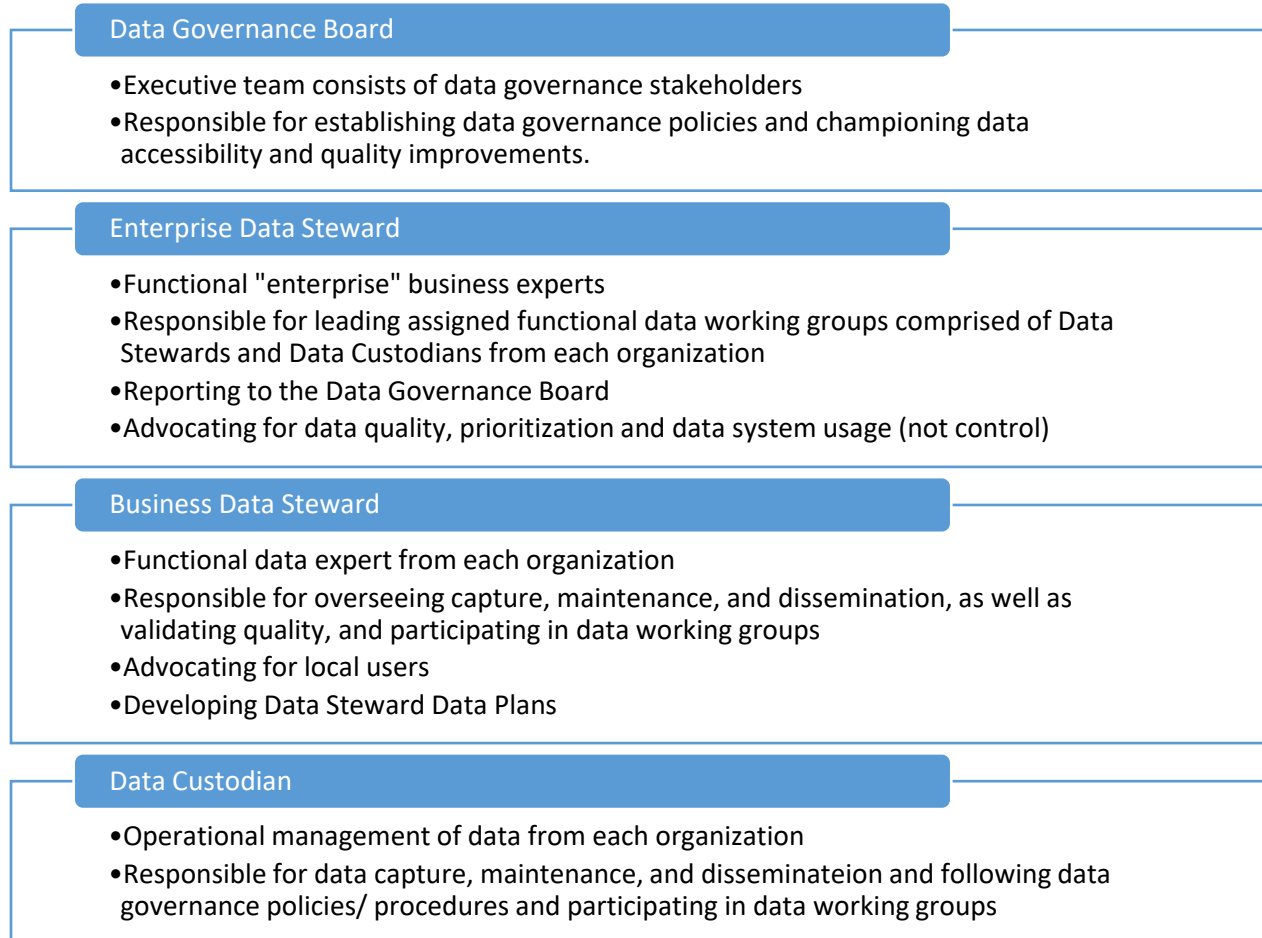 Data Governance Board
•Executive team consists of data governance stakeholders
•Responsible for establishing data governance policies and championing data
accessibility and quality improvements.
Enterprise Data Steward
•Functional "enterprise" business experts
•Responsible for leading assigned functional data working groups comprised of Data
Stewards and Data Custodians from each organization
•Reporting to the Data Governance Board
•Advocating for data quality, prioritization and data system usage (not control)
Business Data Steward
•Functional data expert from each organization
•Responsible for overseeing capture, maintenance, and dissemination, as well as
validating quality, and participating in data working groups
•Advocating for local users
•Developing Data Steward Data Plans
Data Custodian
•Operational management of data from each organization
•Responsible for data capture, maintenance, and disseminateion and following data
governance policies/ procedures and participating in data working groups